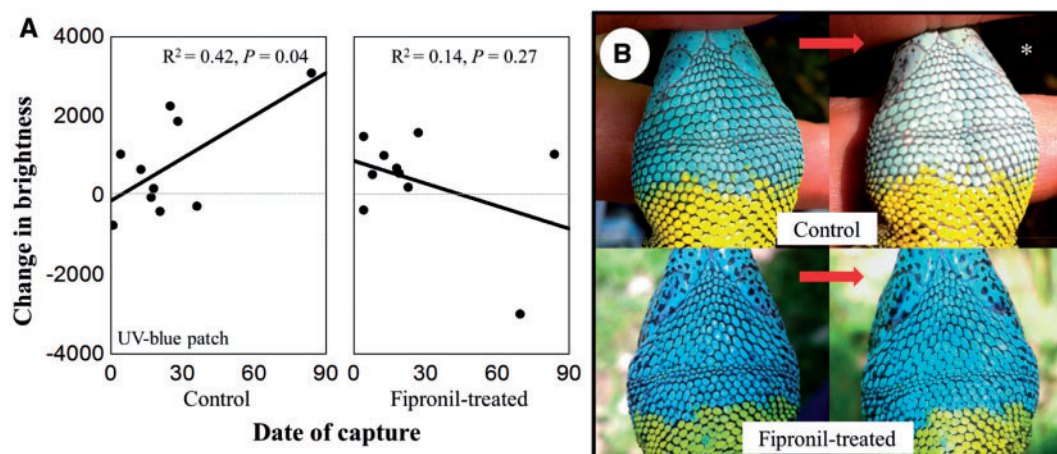 A
R² = 0.42, P = 0.04
R² = 0.14, P = 0.27
Change in brightness
4000
2000
0
-2000
-4000
UV-blue patch
0 30 60 90
0 30 60 90
Control
Fipronil-treated
Date of capture
B
*
Control
Fipronil-treated